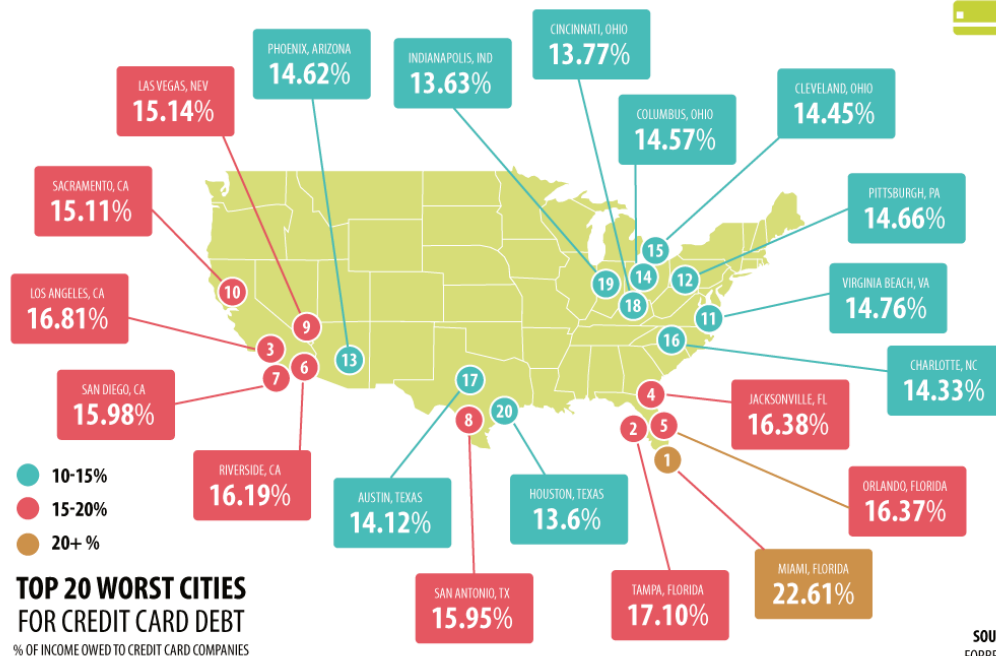 CINCINNATI, OHIO
13.77%
PHOENIX, ARIZONA
14.62%
INDIANAPOLIS, IND
13.63%
LAS VEGAS, NEV
15.14%
CLEVELAND, OHIO
14.45%
COLUMBUS, OHIO
14.57%
SACRAMENTO, CA
15.11%
PITTSBURGH, PA
14.66%
LOS ANGELES, CA
16.81%
VIRGINIA BEACH, VA
14.76%
CHARLOTTE, NC
14.33%
SAN DIEGO, CA
15.98%
JACKSONVILLE, FL
16.38%
RIVERSIDE, CA
16.19%
AUSTIN, TEXAS
14.12%
HOUSTON, TEXAS
13.6%
ORLANDO, FLORIDA
16.37%
SAN ANTONIO, TX
15.95%
TAMPA, FLORIDA
17.10%
MIAMI, FLORIDA
22.61%
15
14
12
19
18
10
11
9
16
3
13
6
7
17
4
20
8
2
5
1
10-15%
15-20%
20+ %
TOP 20 WORST CITIES
FOR CREDIT CARD DEBT
% OF INCOME OWED TO CREDIT CARD COMPANIES
SOU